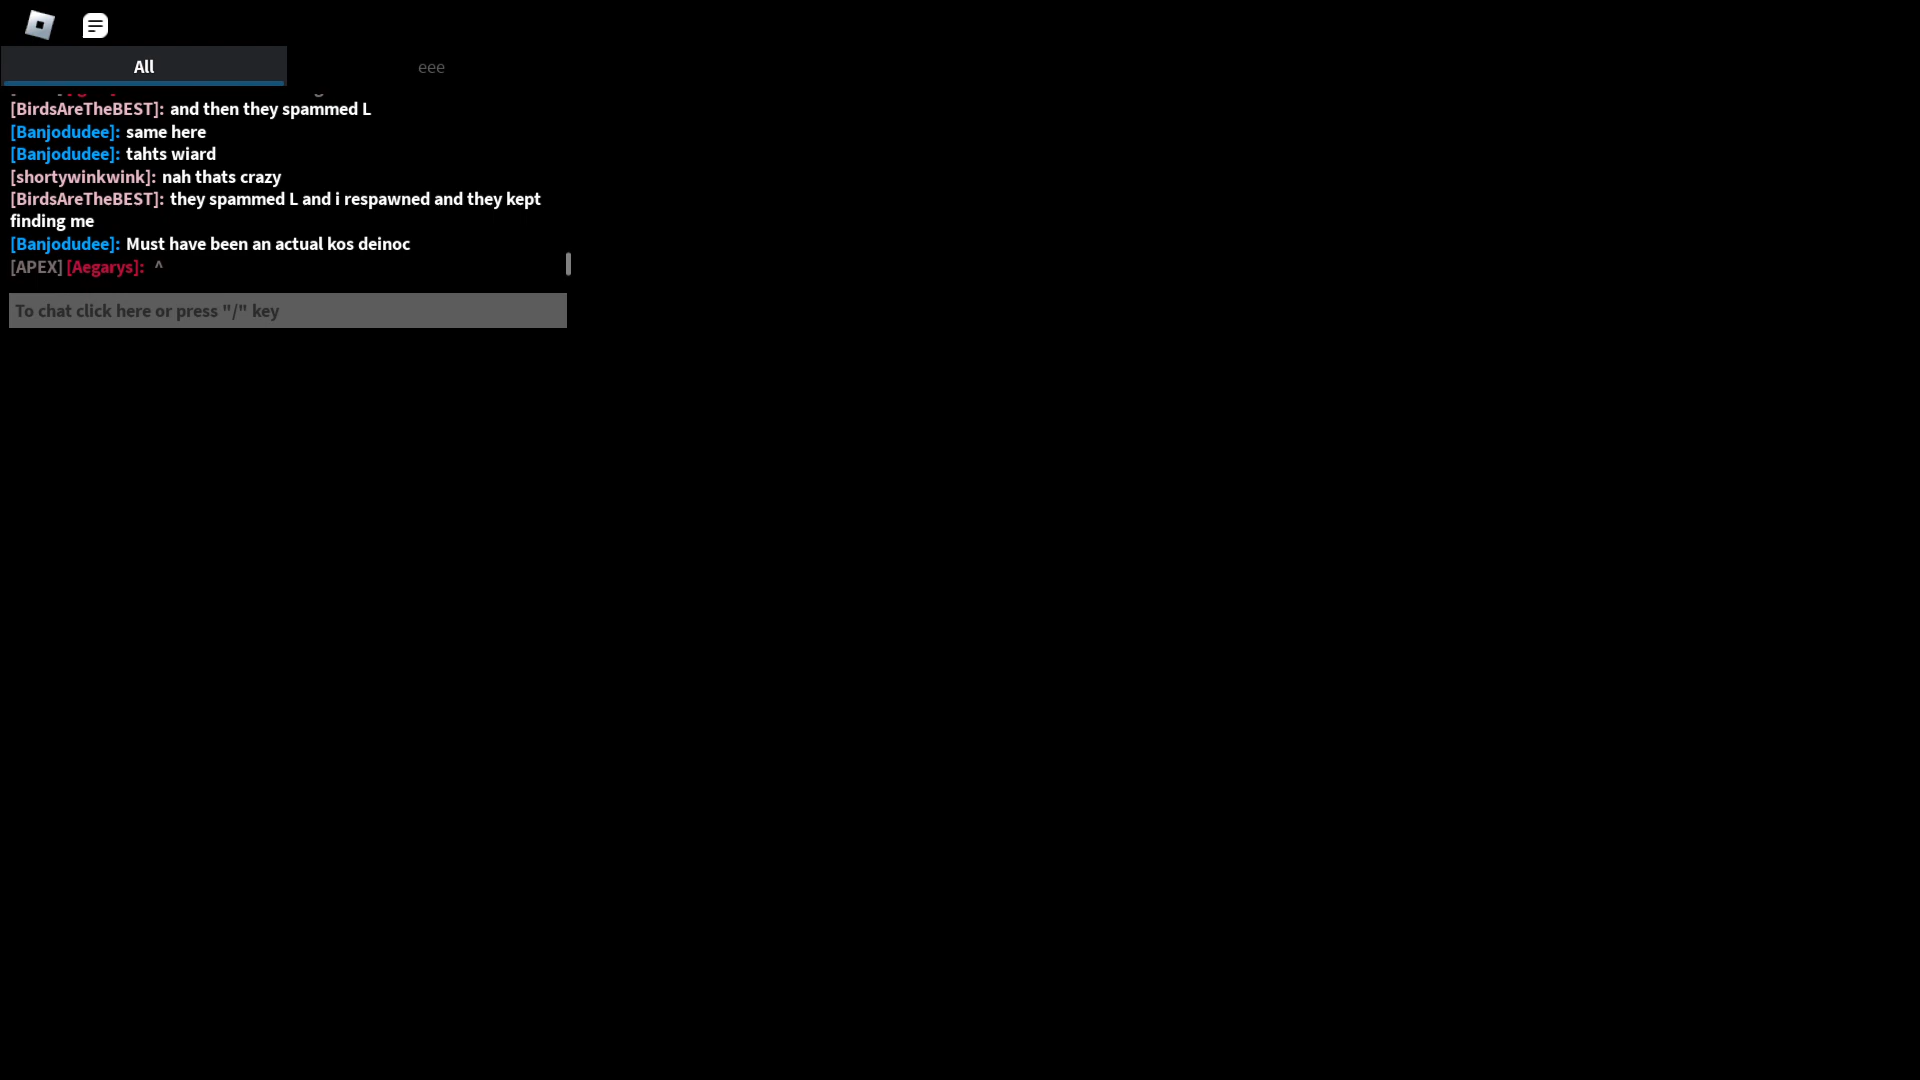 All
eee
[BirdsAreTheBEST]: and then they spammed L
[Banjodudee]: same here
[Banjodudee]: tahts wiard
[shortywinkwink]: nah thats crazy
[BirdsAreTheBEST]: they spammed L and i respawned and they kept
finding me
[Banjodudee]: Must have been an actual kos deinoc
[APEX] [Aegarys]: ^
To chat click here or press "/" key